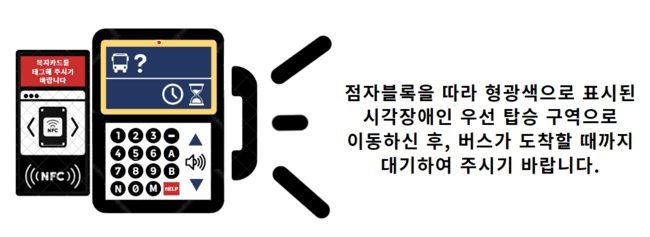 복지카드를
태그해 주시기
바랍니다
NFC
NFC
?
1 2 3 -
4 5 6 A
7 8 9 B
N 0 M HELP
점자블록을 따라 형광색으로 표시된
시각장애인 우선 탑승 구역으로
이동하신 후, 버스가 도착할 때까지
대기하여 주시기 바랍니다.